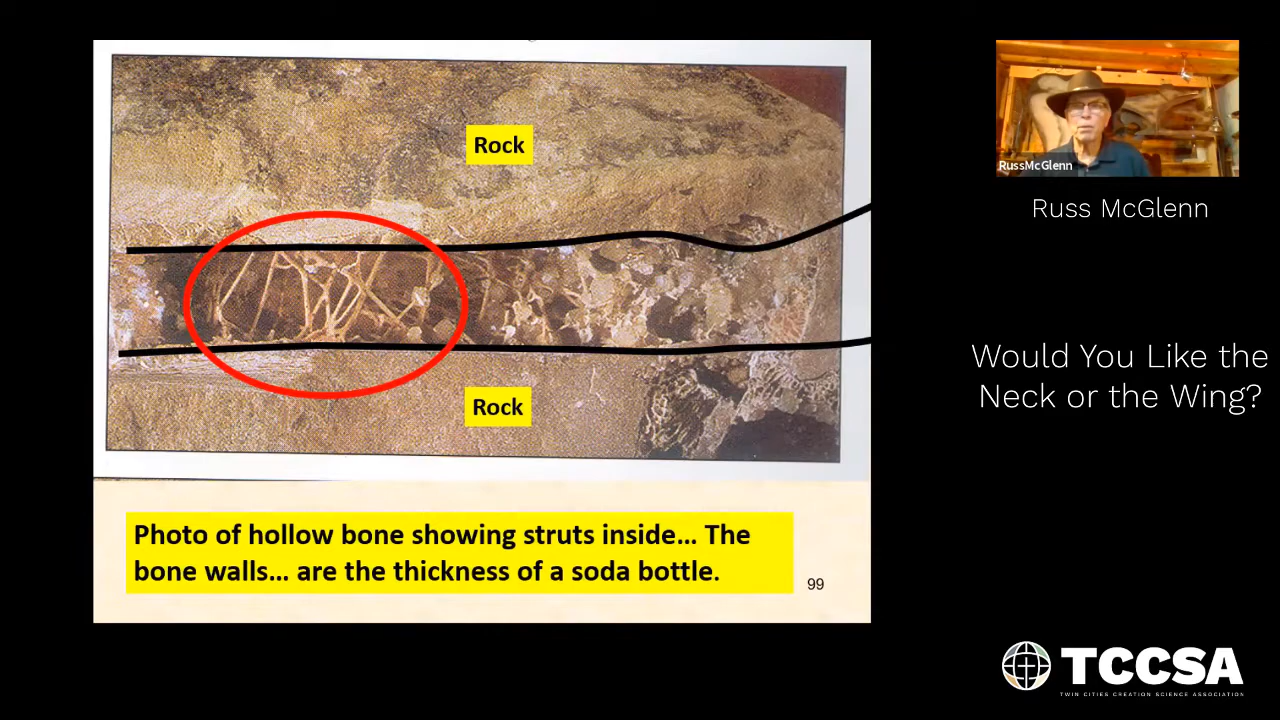 Rock
Rock
Photo of hollow bone showing struts inside... The
bone walls... are the thickness of a soda bottle.
99
RussMcGlenn
Russ McGlenn
Would You Like the
Neck or the Wing?
TCCSA
TWIN CITIES CREATION SCIENCE ASSOCIATION